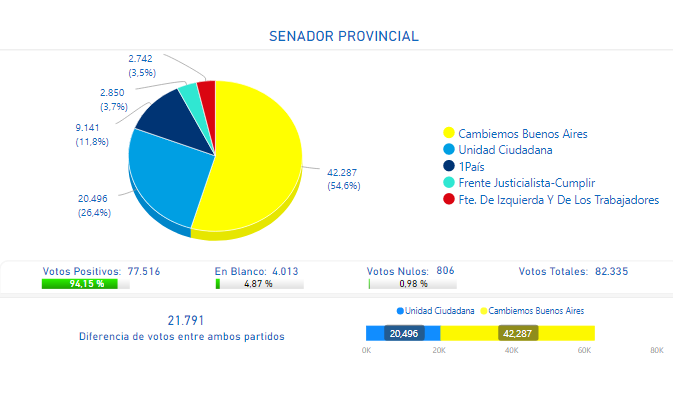 SENADOR PROVINCIAL
2.742
(3,5%)
2.850
(3,7%)
9.141
(11,8%)
20.496
(26,4%)
42.287
(54,6%)
Cambiemos Buenos Aires
Unidad Ciudadana
1País
Frente Justicialista-Cumplir
Fte. De Izquierda Y De Los Trabajadores
Votos Positivos: 77.516
94,15 %
En Blanco: 4.013
4,87 %
Votos Nulos: 806
0,98 %
Votos Totales: 82.335
21.791
Diferencia de votos entre ambos partidos
Unidad Ciudadana Cambiemos Buenos Aires
20,496 42,287
0K 20K 40K 60K 80K